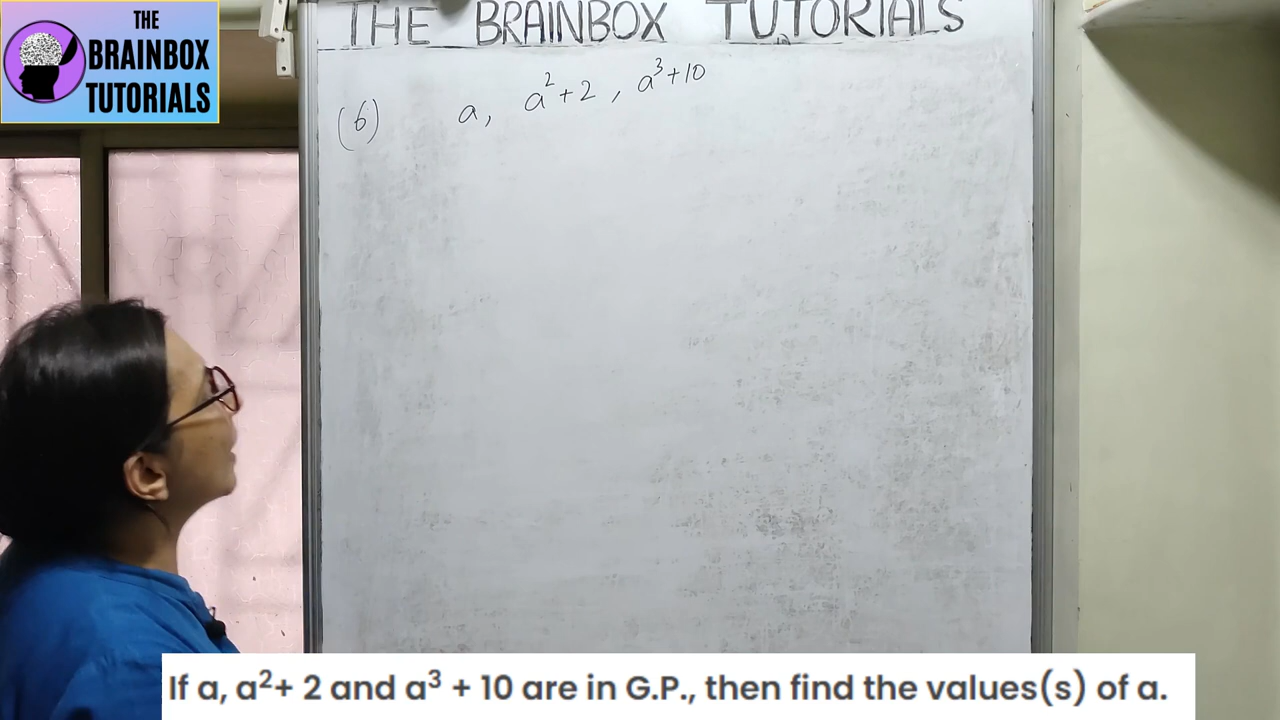 THE
BRAINBOX
TUTORIALS
THE BRAINBOX TUTORIALS
(6) a, a²+2, a³+10
If a, a²+ 2 and a³ + 10 are in G.P., then find the values(s) of a.